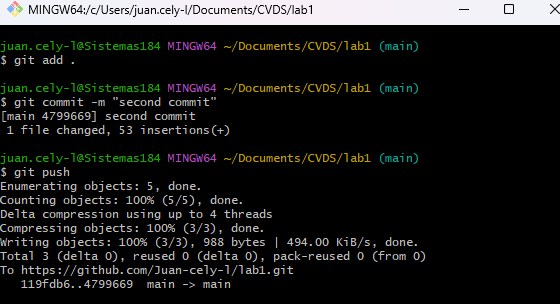 MINGW64:/c/Users/juan.cely-l/Documents/CVDS/lab1
juan.cely-l@Sistemas184 MINGW64 ~/Documents/CVDS/lab1 (main)
$ git add .
juan.cely-l@Sistemas184 MINGW64 ~/Documents/CVDS/lab1 (main)
$ git commit -m "second commit"
[main 4799669] second commit
 1 file changed, 53 insertions(+)
juan.cely-l@Sistemas184 MINGW64 ~/Documents/CVDS/lab1 (main)
$ git push
Enumerating objects: 5, done.
Counting objects: 100% (5/5), done.
Delta compression using up to 4 threads
Compressing objects: 100% (3/3), done.
Writing objects: 100% (3/3), 988 bytes | 494.00 KiB/s, done.
Total 3 (delta 0), reused 0 (delta 0), pack-reused 0 (from 0)
To https://github.com/Juan-cely-l/lab1.git
   119fdb6..4799669  main -> main